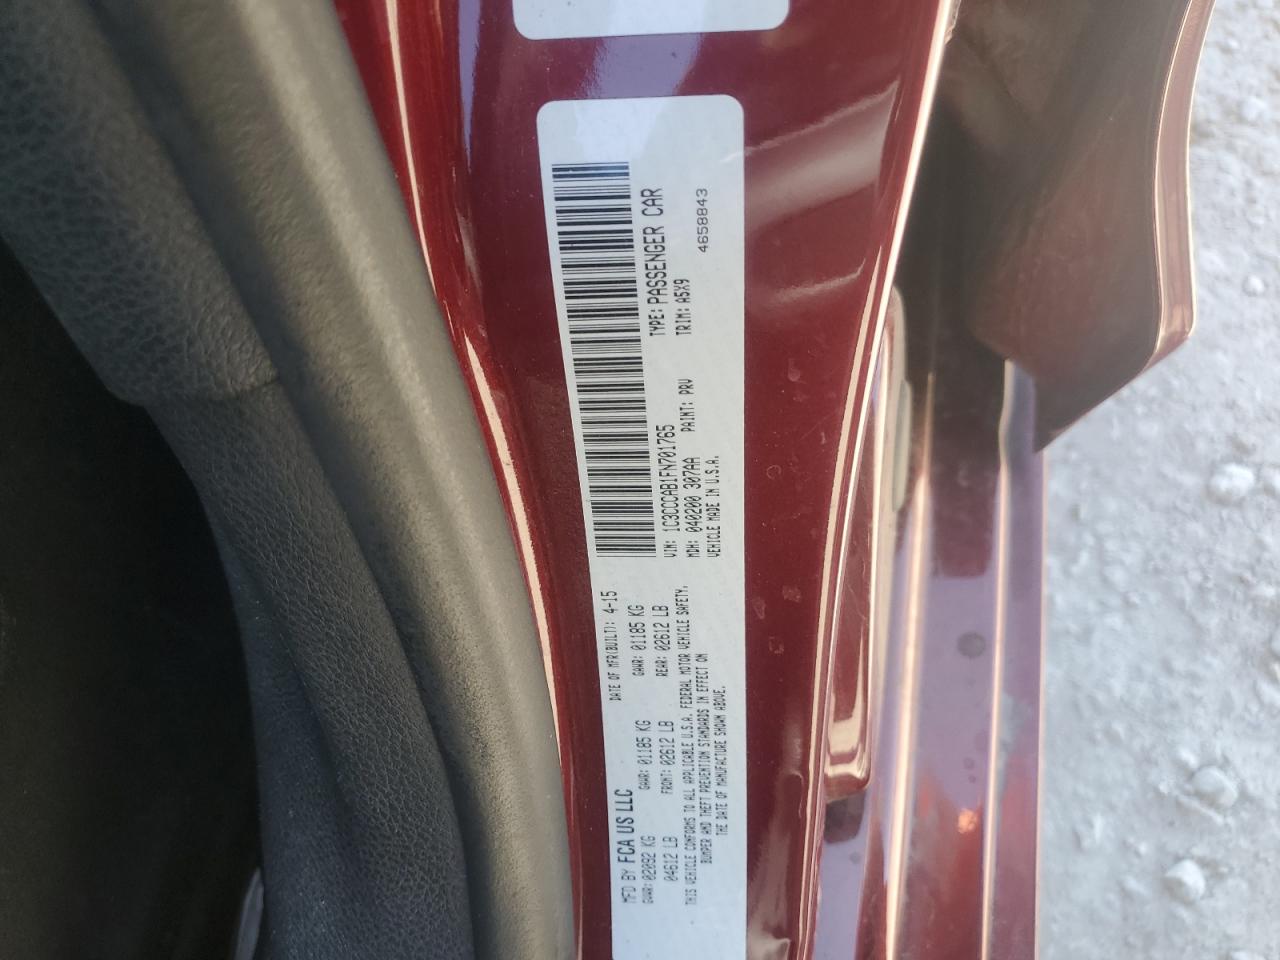 MFD BY FCA US LLC
DATE OF MFR(BUILT): 4-15
GVWR: 02092 KG
GAWR: 01185 KG
GAWR: 01185 KG
04612 LB
FRONT: 02612 LB
REAR: 02612 LB
THIS VEHICLE CONFORMS TO ALL APPLICABLE U.S.A. FEDERAL MOTOR VEHICLE SAFETY,
BUMPER AND THEFT PREVENTION STANDARDS IN EFFECT ON
THE DATE OF MANUFACTURE SHOWN ABOVE.
VIN: 1C3CCCAB1FN701765
TYPE: PASSENGER CAR
MDH: 040200 307AA
PAINT: PRV
TRIM: A5X9
VEHICLE MADE IN U.S.A.
4658843